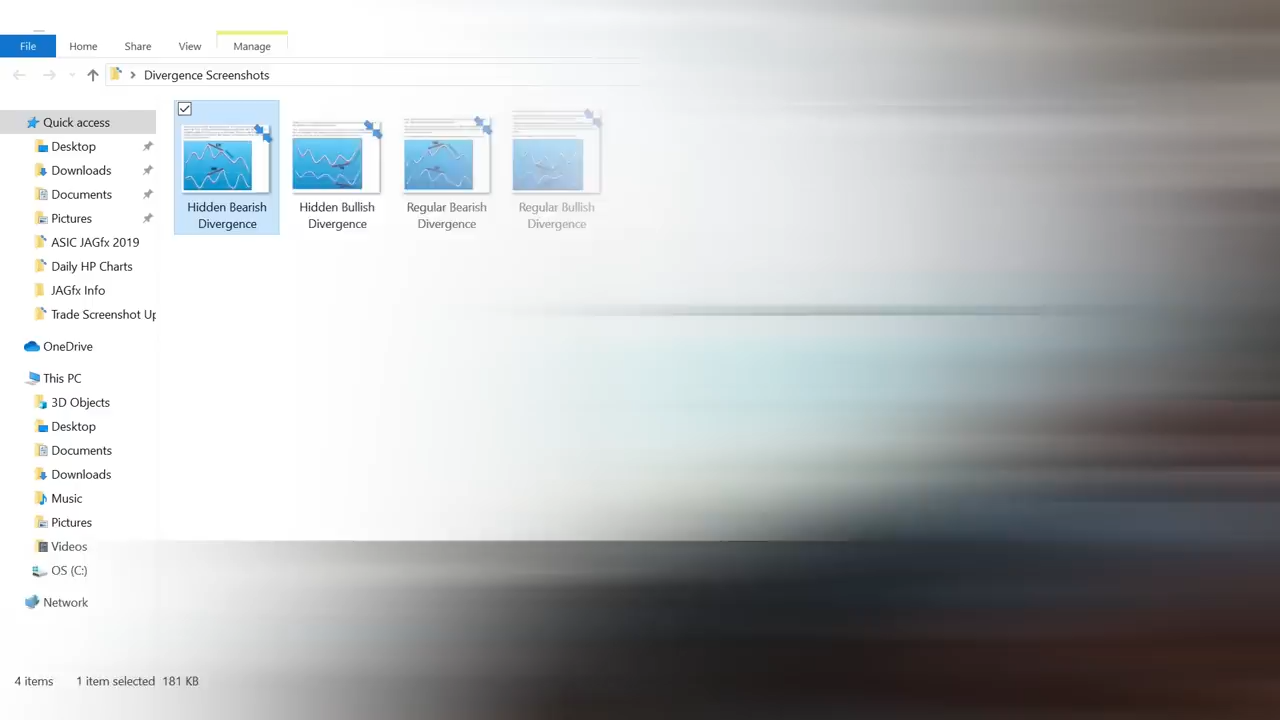 File
Home
Share
View
Manage
Divergence Screenshots
Quick access
Desktop
Downloads
Documents
Pictures
ASIC JAGfx 2019
Daily HP Charts
JAGfx Info
Trade Screenshot Up
OneDrive
This PC
3D Objects
Desktop
Documents
Downloads
Music
Pictures
Videos
OS (C:)
Network
Hidden Bearish
Divergence
Hidden Bullish
Divergence
Regular Bearish
Divergence
Regular Bullish
Divergence
4 items
1 item selected 181 KB